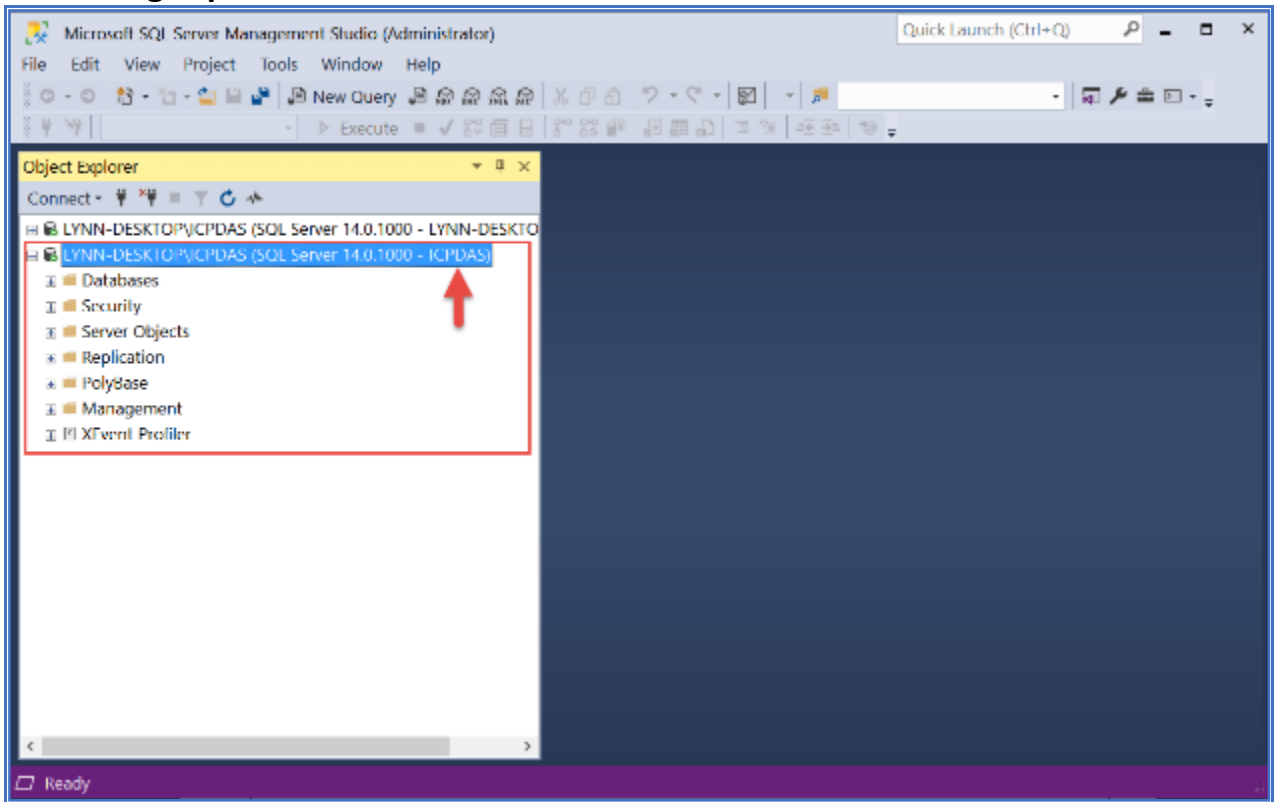 Microsoft SQL Server Management Studio (Administrator)
Quick Launch (Ctrl+Q)
File Edit View Project Tools Window Help
New Query
Execute
Object Explorer
Connect
LYNN-DESKTOP\ICPDAS (SQL Server 14.0.1000 - LYNN-DESKTO
LYNN-DESKTOP\ICPDAS (SQL Server 14.0.1000 - ICPDAS)
Databases
Security
Server Objects
Replication
PolyBase
Management
XEvent Profiler
Ready